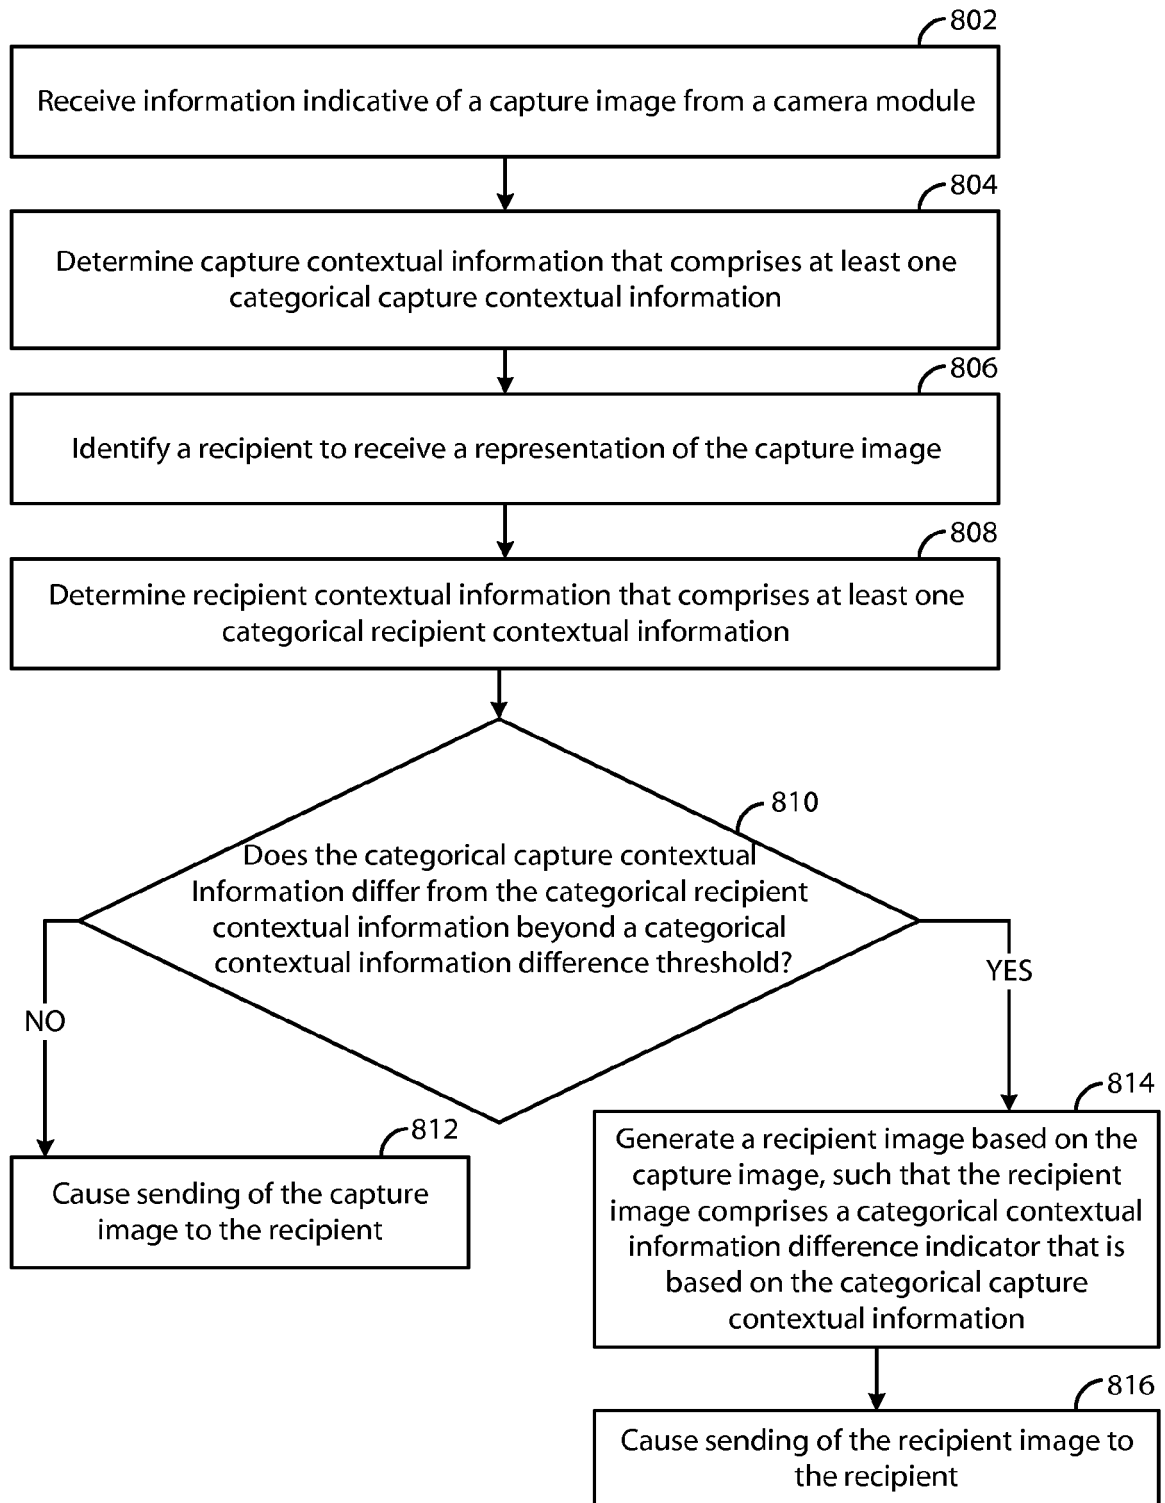 802
Receive information indicative of a capture image from a camera module
804
Determine capture contextual information that comprises at least one
categorical capture contextual information
806
Identify a recipient to receive a representation of the capture image
808
Determine recipient contextual information that comprises at least one
categorical recipient contextual information
810
Does the categorical capture contextual
Information differ from the categorical recipient
contextual information beyond a categorical
contextual information difference threshold?
NO
YES
812
Cause sending of the capture
image to the recipient
814
Generate a recipient image based on the
capture image, such that the recipient
image comprises a categorical contextual
information difference indicator that is
based on the categorical capture
contextual information
816
Cause sending of the recipient image to
the recipient